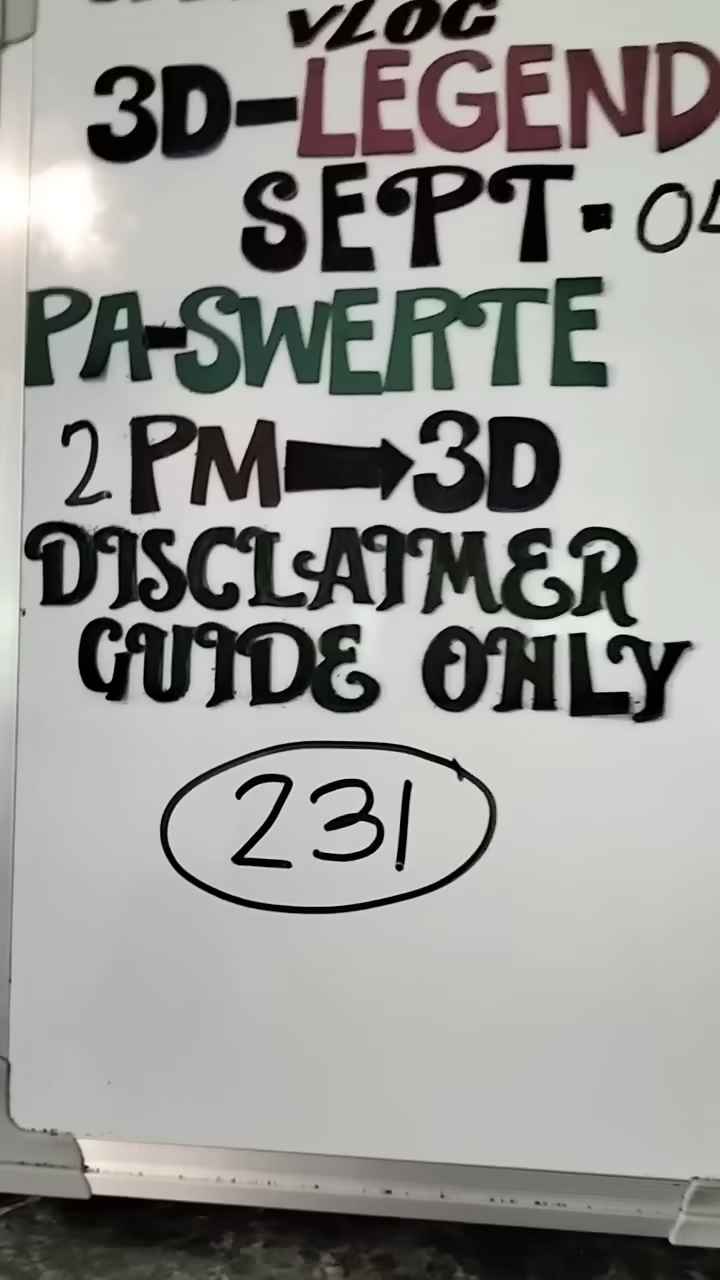 VLOG
3D-LEGEND
SEPT-04
PA-SWERTE
2PM➡3D
DISCLAIMER
GUIDE ONLY
231